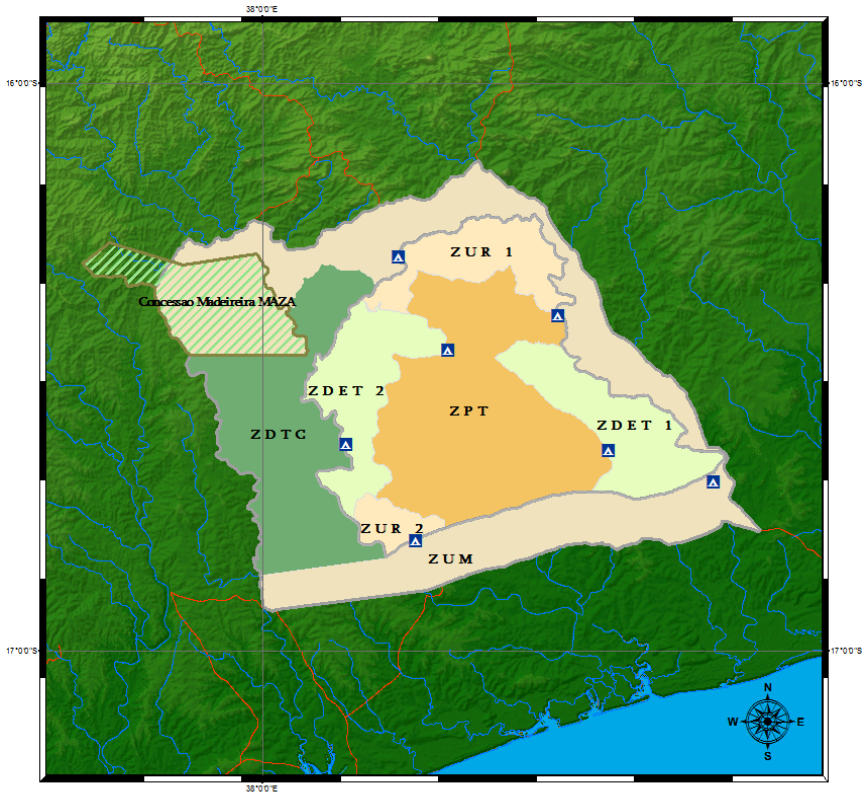 38°0'0"E
16°0'0"S
16°0'0"S
ZUR 1
Concessao Madeireira MAZA
ZDET 2
ZPT
ZDET 1
ZDTC
ZUR 2
ZUM
17°0'0"S
17°0'0"S
N
W
E
S
38°0'0"E